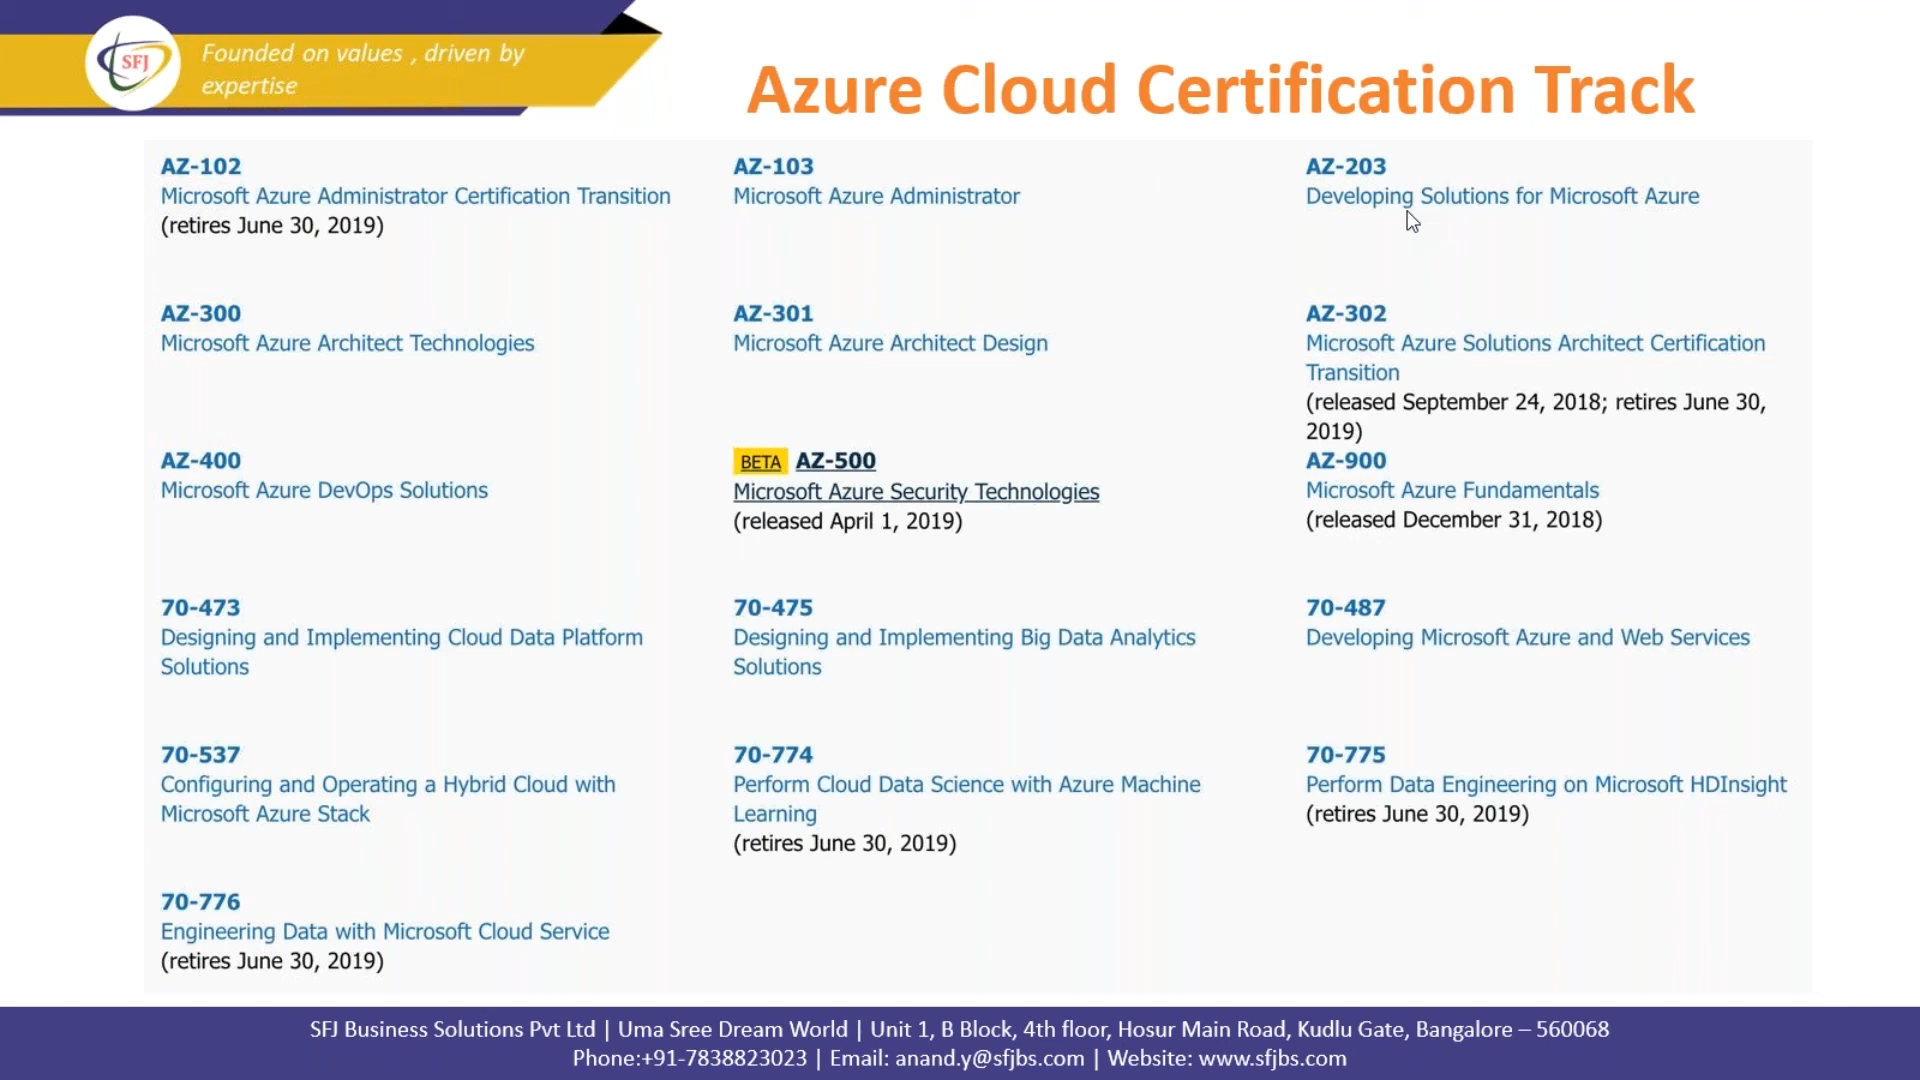 SFJ
Founded on values , driven by
expertise
Azure Cloud Certification Track
AZ-102
Microsoft Azure Administrator Certification Transition
(retires June 30, 2019)
AZ-103
Microsoft Azure Administrator
AZ-203
Developing Solutions for Microsoft Azure
AZ-300
Microsoft Azure Architect Technologies
AZ-301
Microsoft Azure Architect Design
AZ-302
Microsoft Azure Solutions Architect Certification
Transition
(released September 24, 2018; retires June 30,
2019)
AZ-400
Microsoft Azure DevOps Solutions
BETA AZ-500
Microsoft Azure Security Technologies
(released April 1, 2019)
AZ-900
Microsoft Azure Fundamentals
(released December 31, 2018)
70-473
Designing and Implementing Cloud Data Platform
Solutions
70-475
Designing and Implementing Big Data Analytics
Solutions
70-487
Developing Microsoft Azure and Web Services
70-537
Configuring and Operating a Hybrid Cloud with
Microsoft Azure Stack
70-774
Perform Cloud Data Science with Azure Machine
Learning
(retires June 30, 2019)
70-775
Perform Data Engineering on Microsoft HDInsight
(retires June 30, 2019)
70-776
Engineering Data with Microsoft Cloud Service
(retires June 30, 2019)
SFJ Business Solutions Pvt Ltd | Uma Sree Dream World | Unit 1, B Block, 4th floor, Hosur Main Road, Kudlu Gate, Bangalore – 560068
Phone:+91-7838823023 | Email: anand.y@sfjbs.com | Website: www.sfjbs.com